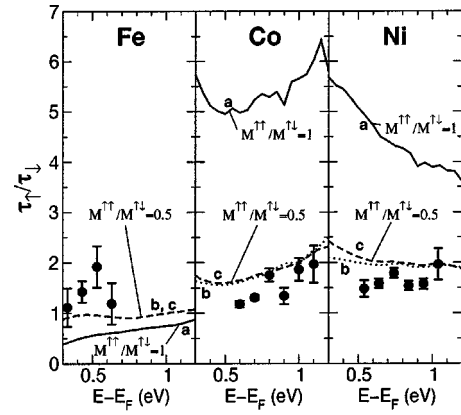 Fe Co Ni
7
6
5
4
3
2
1
0
τ↑/τ↓
a
M↑↑/M↑↓=1
a
M↑↑/M↑↓=1
M↑↑/M↑↓=0.5
M↑↑/M↑↓=0.5
M↑↑/M↑↓=0.5
b, c
a
M↑↑/M↑↓=1
c
b
c
b
0.5 1 0.5 1 0.5 1
E−E_F (eV) E−E_F (eV) E−E_F (eV)